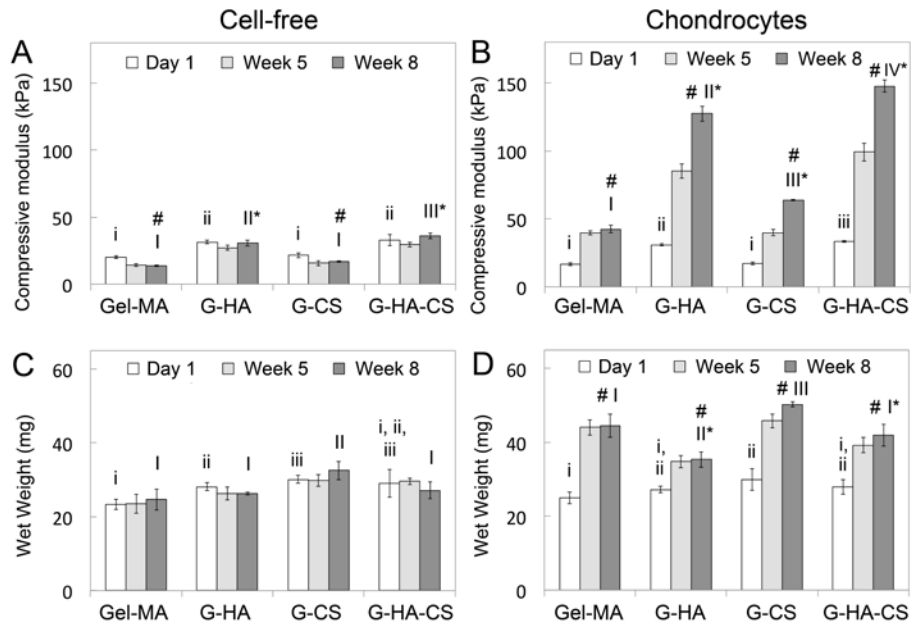 Cell-free
Chondrocytes
A
Compressive modulus (kPa)
150
100
50
0
Day 1 Week 5 Week 8
i
#
I
ii
II*
i
#
I
ii
III*
Gel-MA G-HA G-CS G-HA-CS
B
Compressive modulus (kPa)
150
100
50
0
Day 1 Week 5 Week 8
i
#
I
ii
# II*
i
#
III*
iii
# IV*
Gel-MA G-HA G-CS G-HA-CS
C
Wet Weight (mg)
60
40
20
0
Day 1 Week 5 Week 8
i
I
ii
I
iii
II
i, ii,
iii
I
Gel-MA G-HA G-CS G-HA-CS
D
Wet Weight (mg)
60
40
20
0
Day 1 Week 5 Week 8
i
# I
i,
ii
#
II*
ii
# III
i,
ii
# I*
Gel-MA G-HA G-CS G-HA-CS